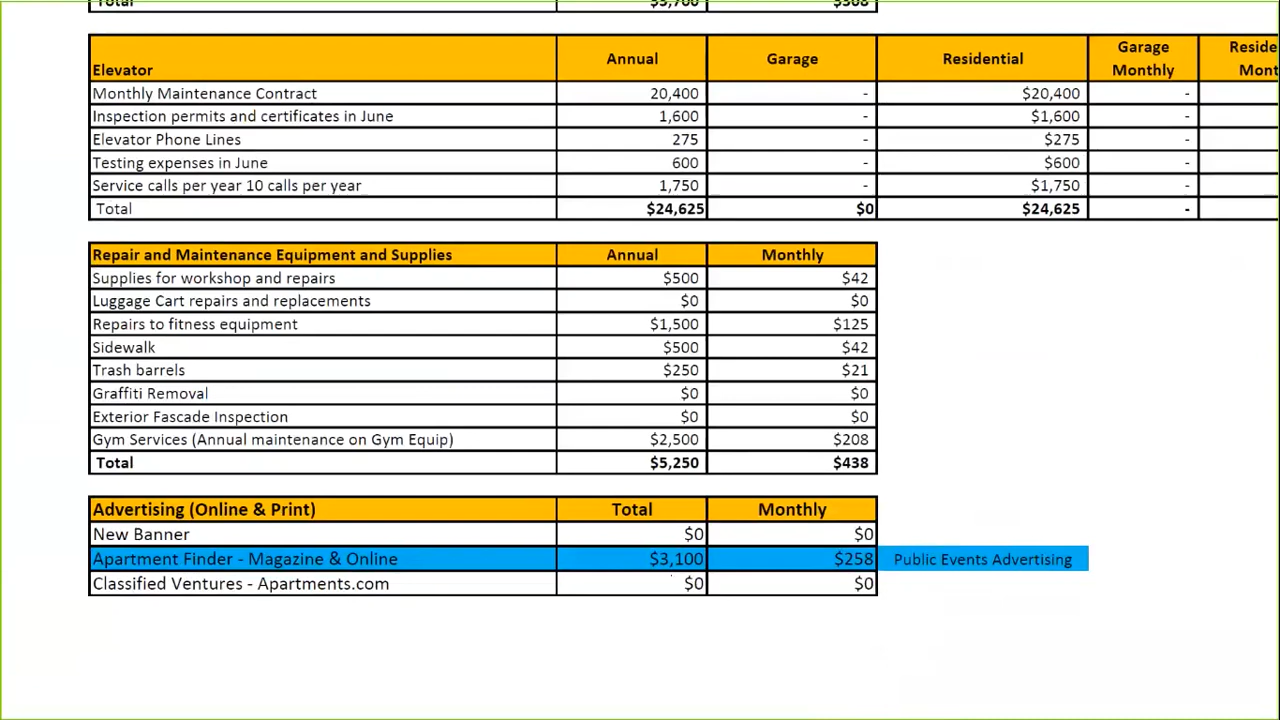 Total $3,700 $308
Elevator Annual Garage Residential Garage Monthly Reside Mont
Monthly Maintenance Contract 20,400 - $20,400 -
Inspection permits and certificates in June 1,600 - $1,600 -
Elevator Phone Lines 275 - $275 -
Testing expenses in June 600 - $600 -
Service calls per year 10 calls per year 1,750 - $1,750 -
Total $24,625 $0 $24,625 -
Repair and Maintenance Equipment and Supplies Annual Monthly
Supplies for workshop and repairs $500 $42
Luggage Cart repairs and replacements $0 $0
Repairs to fitness equipment $1,500 $125
Sidewalk $500 $42
Trash barrels $250 $21
Graffiti Removal $0 $0
Exterior Fascade Inspection $0 $0
Gym Services (Annual maintenance on Gym Equip) $2,500 $208
Total $5,250 $438
Advertising (Online & Print) Total Monthly
New Banner $0 $0
Apartment Finder - Magazine & Online $3,100 $258 Public Events Advertising
Classified Ventures - Apartments.com $0 $0